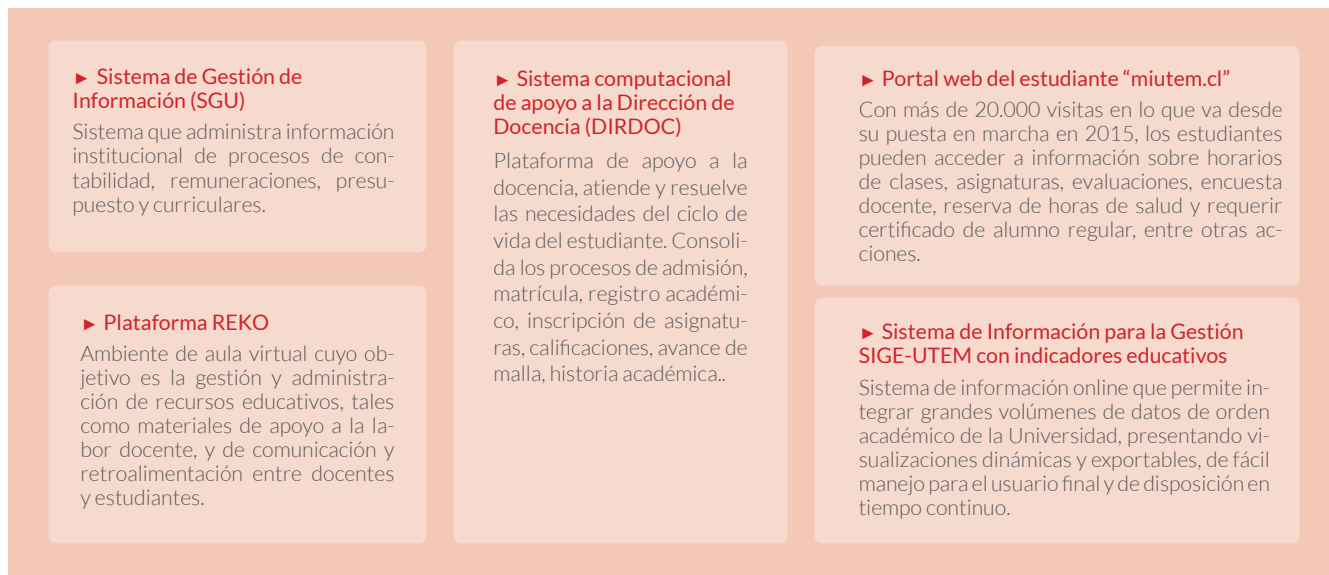 ► Sistema de Gestión de
Información (SGU)
Sistema que administra información
institucional de procesos de con-
tabilidad, remuneraciones, presu-
puesto y curriculares.
► Plataforma REKO
Ambiente de aula virtual cuyo ob-
jetivo es la gestión y administra-
ción de recursos educativos, tales
como materiales de apoyo a la la-
bor docente, y de comunicación y
retroalimentación entre docentes
y estudiantes.
► Sistema computacional
de apoyo a la Dirección de
Docencia (DIRDOC)
Plataforma de apoyo a la
docencia, atiende y resuelve
las necesidades del ciclo de
vida del estudiante. Consoli-
da los procesos de admisión,
matrícula, registro académi-
co, inscripción de asignatu-
ras, calificaciones, avance de
malla, historia académica..
► Portal web del estudiante “miutem.cl”
Con más de 20.000 visitas en lo que va desde
su puesta en marcha en 2015, los estudiantes
pueden acceder a información sobre horarios
de clases, asignaturas, evaluaciones, encuesta
docente, reserva de horas de salud y requerir
certificado de alumno regular, entre otras ac-
ciones.
► Sistema de Información para la Gestión
SIGE-UTEM con indicadores educativos
Sistema de información online que permite in-
tegrar grandes volúmenes de datos de orden
académico de la Universidad, presentando vi-
sualizaciones dinámicas y exportables, de fácil
manejo para el usuario final y de disposición en
tiempo continuo.